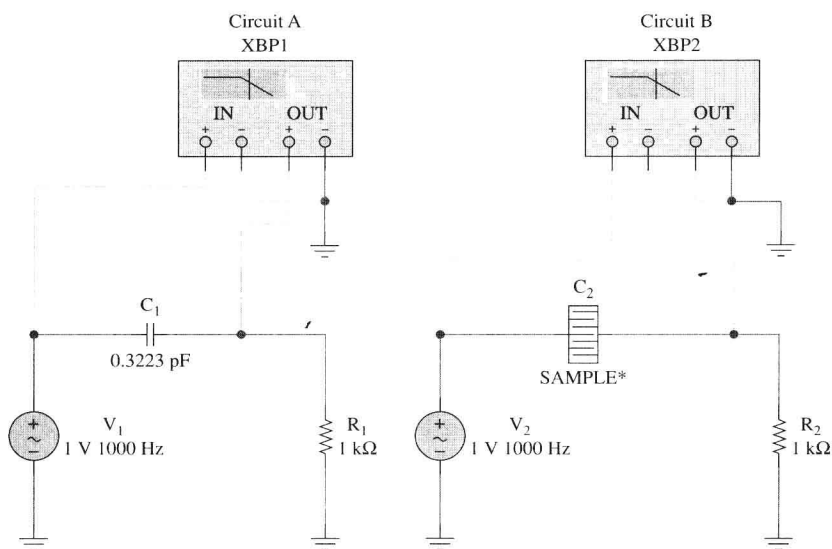 Circuit A
XBP1
IN OUT
+ − + −
C₁
0.3223 pF
+
−
V₁
1 V 1000 Hz
R₁
1 kΩ
Circuit B
XBP2
IN OUT
+ − + −
C₂
SAMPLE*
+
−
V₂
1 V 1000 Hz
R₂
1 kΩ